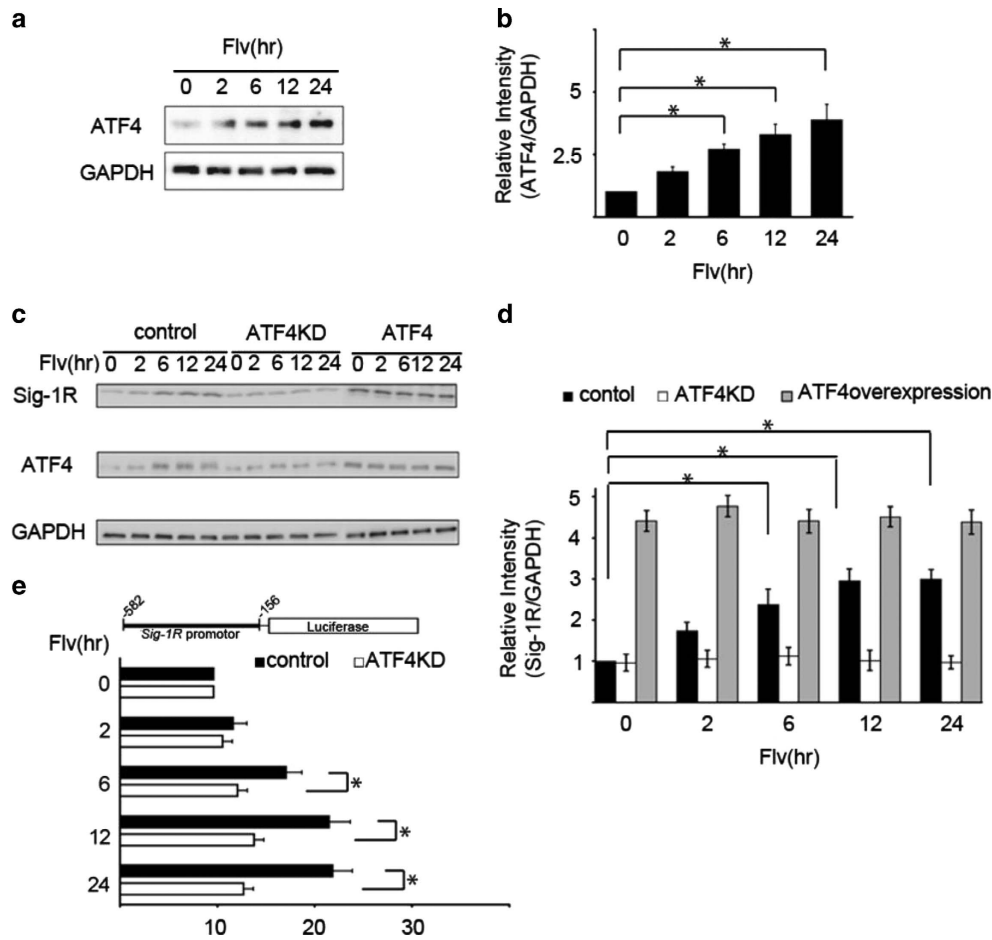 a
Flv(hr)
0 2 6 12 24
ATF4
GAPDH
b
Relative Intensity
(ATF4/GAPDH)
5
2.5
* * *
0 2 6 12 24
Flv(hr)
c
control ATF4KD ATF4
Flv(hr) 0 2 6 12 24 0 2 6 12 24 0 2 6 12 24
Sig-1R
ATF4
GAPDH
d
contol ATF4KD ATF4overexpression
* * *
Relative Intensity
(Sig-1R/GAPDH)
5
4
3
2
1
0 2 6 12 24
Flv(hr)
e
-582 -156
Sig-1R promotor Luciferase
Flv(hr)
control ATF4KD
0
2
6 *
12 *
24 *
10 20 30